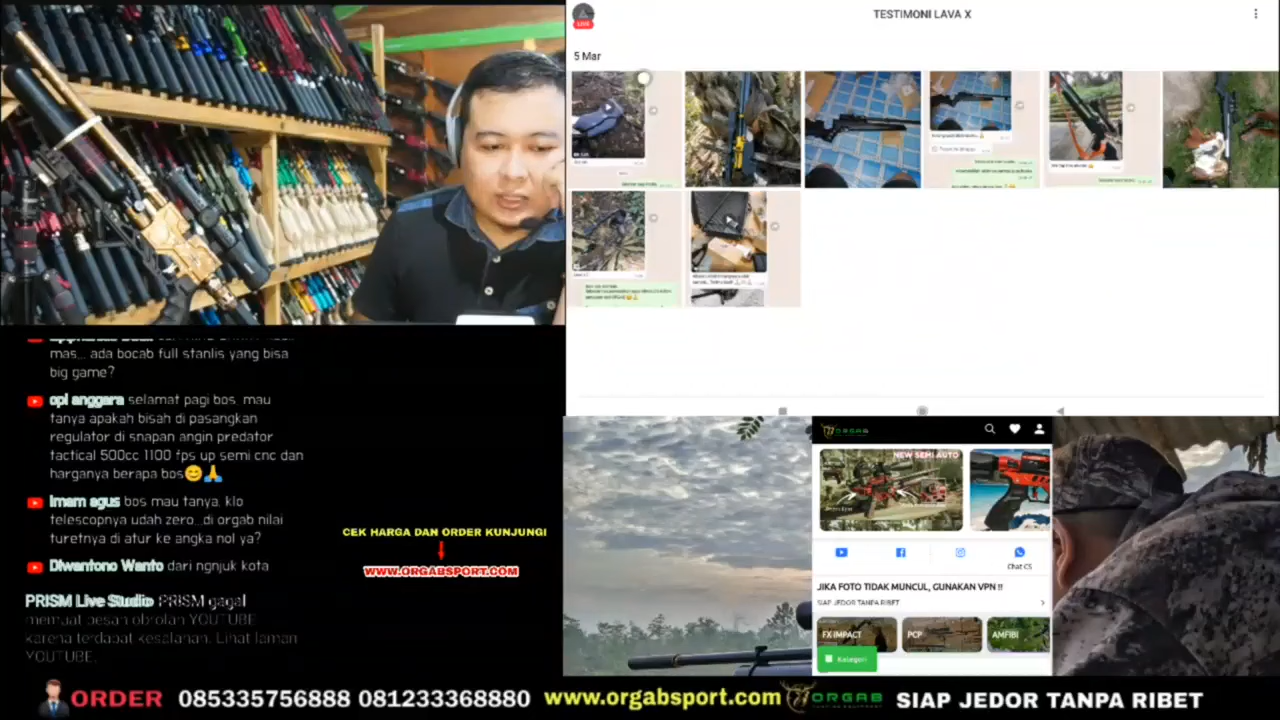 TESTIMONI LAVA X
LIVE
5 Mar
mas... ada bocab full stanlis yang bisa
big game?
opi anggara selamat pagi bos mau
tanya apakah bisah di pasangkan
regulator di snapan angin predator
tactical 500cc 1100 fps up semi cnc dan
harganya berapa bos😊🙏
imam agus bos mau tanya. klo
telescopnya udah zero...di orgab nilai
turetnya di atur ke angka nol ya?
Diwantono Wanto dari ngnjuk kota
PRISM Live Studio PRISM gagal
memuat pesan obrolan YOUTUBE
karena terdapat kesalahan. Lihat laman
YOUTUBE.
CEK HARGA DAN ORDER KUNJUNGI
WWW.ORGABSPORT.COM
ORGAB
NEW SEMI AUTO
Chat CS
JIKA FOTO TIDAK MUNCUL, GUNAKAN VPN !!
SIAP JEDOR TANPA RIBET
FX IMPACT
PCP
AMFIBI
Kategori
ORDER 085335756888 081233368880 www.orgabsport.com ORGAB SIAP JEDOR TANPA RIBET